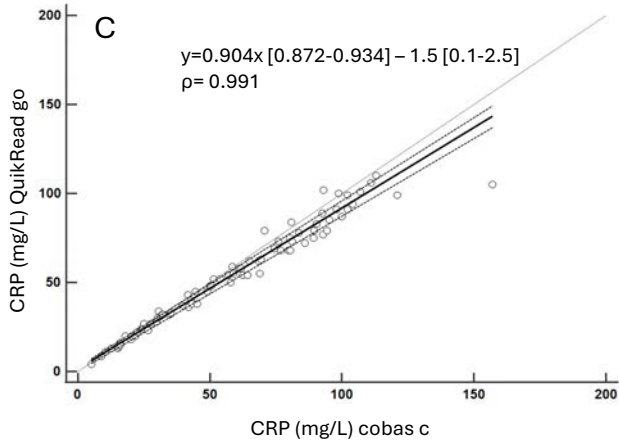 C
y=0.904x [0.872-0.934] – 1.5 [0.1-2.5]
ρ= 0.991
200
150
100
50
0
CRP (mg/L) QuikRead go
0 50 100 150 200
CRP (mg/L) cobas c